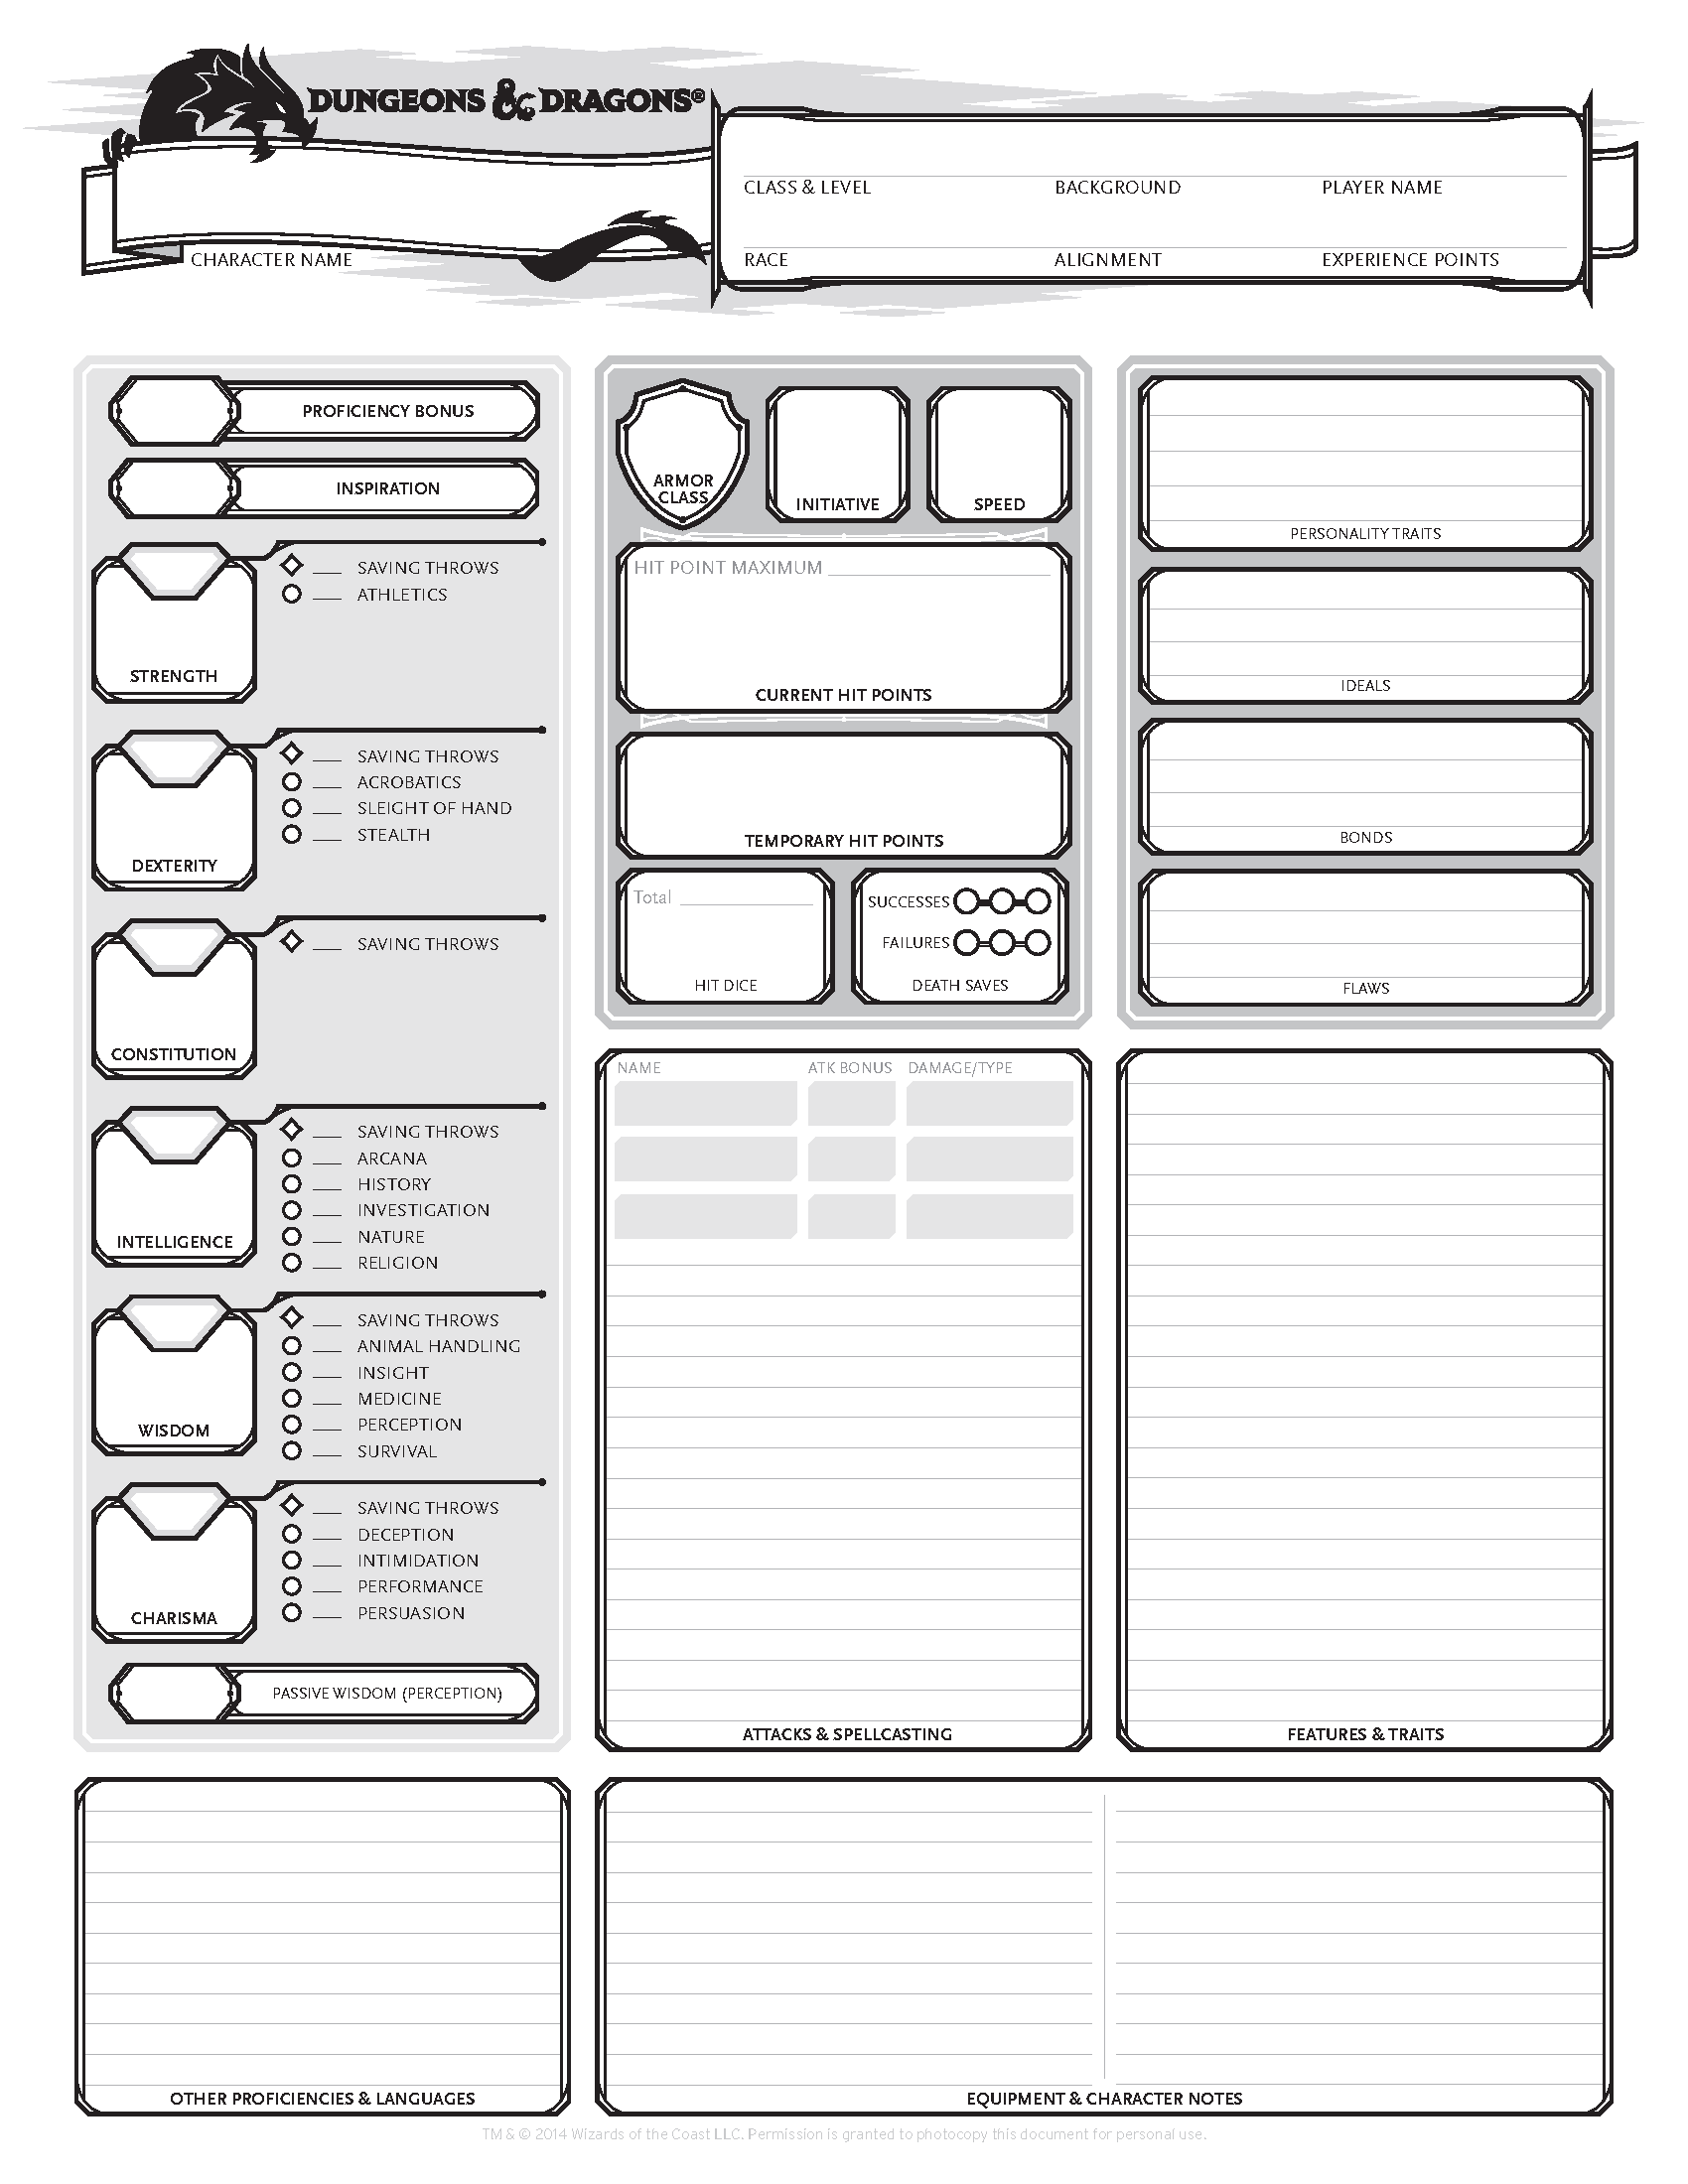 DUNGEONS & DRAGONS®
CLASS & LEVEL BACKGROUND PLAYER NAME
CHARACTER NAME
RACE ALIGNMENT EXPERIENCE POINTS
PROFICIENCY BONUS
INSPIRATION
STRENGTH
SAVING THROWS
ATHLETICS
DEXTERITY
SAVING THROWS
ACROBATICS
SLEIGHT OF HAND
STEALTH
CONSTITUTION
SAVING THROWS
INTELLIGENCE
SAVING THROWS
ARCANA
HISTORY
INVESTIGATION
NATURE
RELIGION
WISDOM
SAVING THROWS
ANIMAL HANDLING
INSIGHT
MEDICINE
PERCEPTION
SURVIVAL
CHARISMA
SAVING THROWS
DECEPTION
INTIMIDATION
PERFORMANCE
PERSUASION
PASSIVE WISDOM (PERCEPTION)
ARMOR
CLASS
INITIATIVE
SPEED
HIT POINT MAXIMUM
CURRENT HIT POINTS
TEMPORARY HIT POINTS
Total
HIT DICE
SUCCESSES
FAILURES
DEATH SAVES
PERSONALITY TRAITS
IDEALS
BONDS
FLAWS
NAME ATK BONUS DAMAGE/TYPE
ATTACKS & SPELLCASTING
FEATURES & TRAITS
OTHER PROFICIENCIES & LANGUAGES
EQUIPMENT & CHARACTER NOTES
TM & © 2014 Wizards of the Coast LLC. Permission is granted to photocopy this document for personal use.